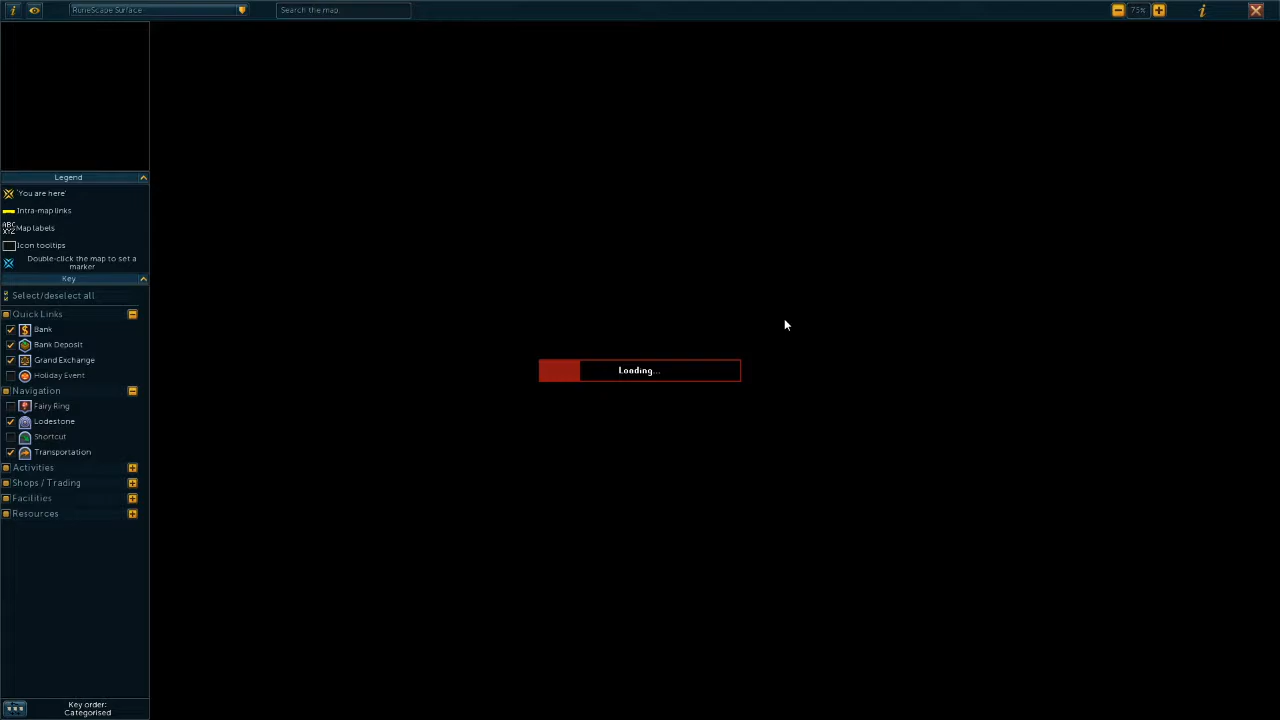 RuneScape Surface
Search the map.
75%
Legend
'You are here'
Intra-map links
ABC
XYZ
Map labels
Icon tooltips
Double-click the map to set a
marker
Key
Select/deselect all
Quick Links
Bank
Bank Deposit
Grand Exchange
Holiday Event
Navigation
Fairy Ring
Lodestone
Shortcut
Transportation
Activities
Shops / Trading
Facilities
Resources
Loading...
Key order:
Categorised